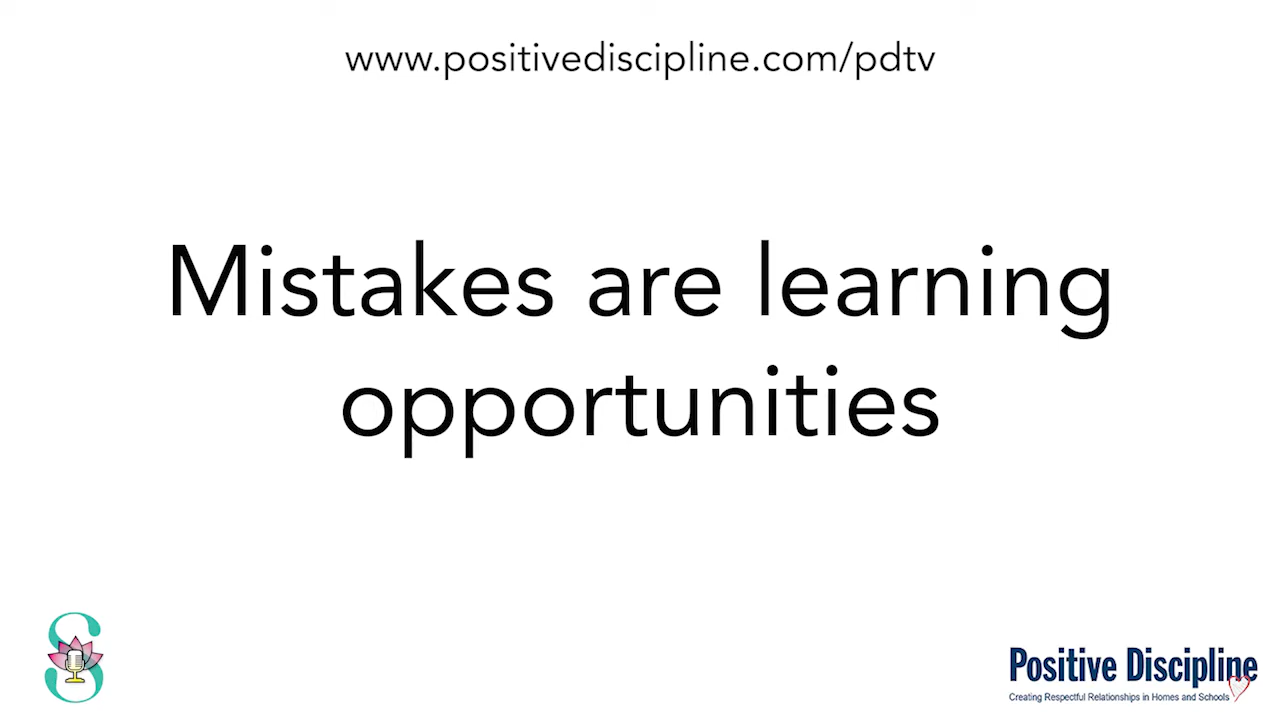 www.positivediscipline.com/pdtv
Mistakes are learning
opportunities
S
Positive Discipline
Creating Respectful Relationships in Homes and Schools